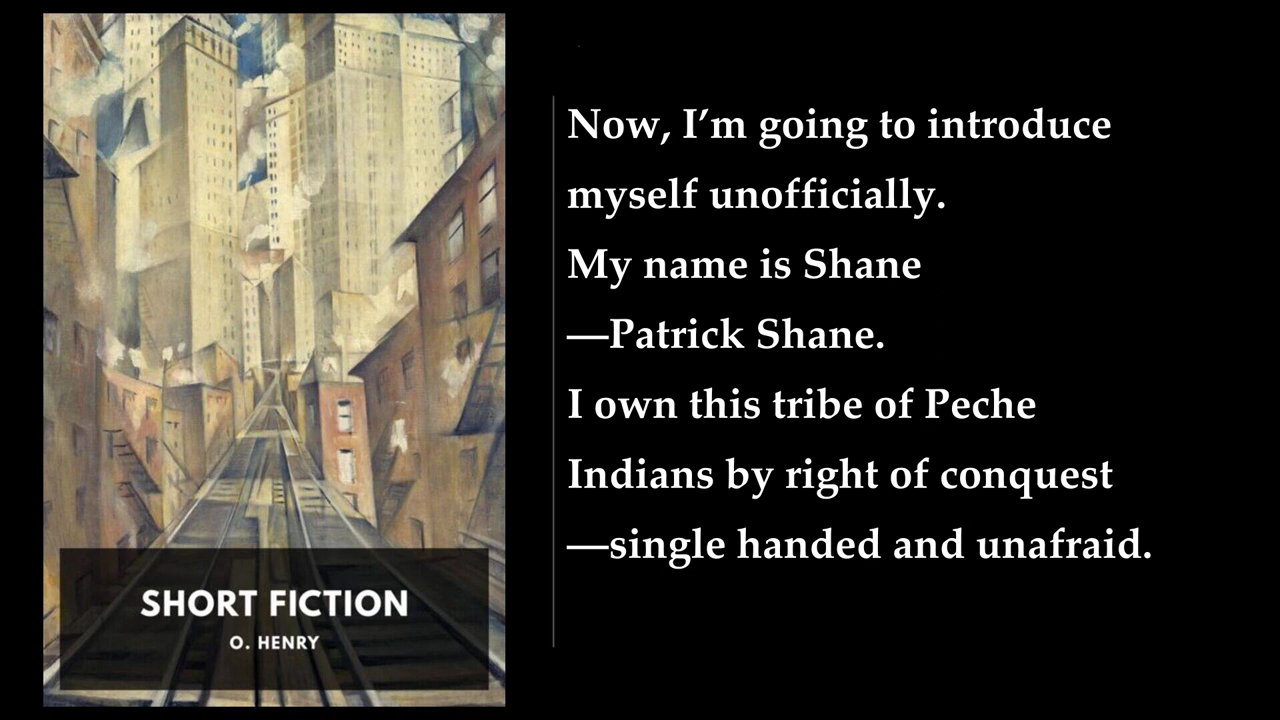 SHORT FICTION
O. HENRY
Now, I’m going to introduce
myself unofficially.
My name is Shane
—Patrick Shane.
I own this tribe of Peche
Indians by right of conquest
—single handed and unafraid.